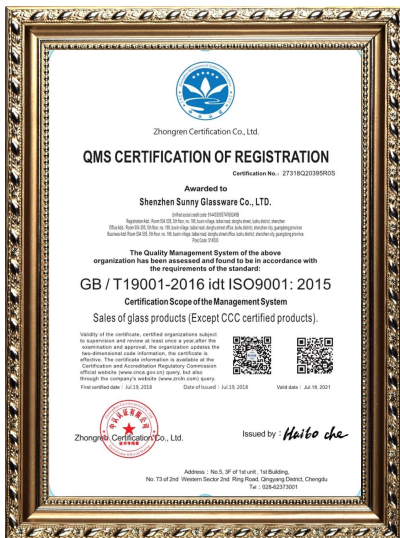 Zhongren Certification Co., Ltd.
QMS CERTIFICATION OF REGISTRATION
Certification No.: 27318Q20395R0S
Awarded to
Shenzhen Sunny Glassware Co., LTD.
The Quality Management System of the above
organization has been assessed and found to be in accordance with
the requirements of the standard:
GB / T19001-2016 idt ISO9001: 2015
Certification Scope of the Management System
Sales of glass products (Except CCC certified products).
Validity of the certificate, certified organizations subject
to supervision and review at least once a year, after the
examination and approval, the organization updates the
two-dimensional code information, the certificate is
effective. The certificate information is available at the
Certification and Accreditation Regulatory Commission
official website (www.cnca.gov.cn) query, but also
through the company's website (www.zrcln.com) query.
First certified date : Jul.19, 2018
Date of Issued : Jul.19, 2018
Valid date : Jul.18, 2021
Zhongren Certification Co., Ltd.
Issued by : Haibo che
Address : No.5, 3F of 1st unit , 1st Building,
No. 73 of 2nd Western Sector 2nd Ring Road, Qingyang District, Chengdu
Tel : 028-62373001